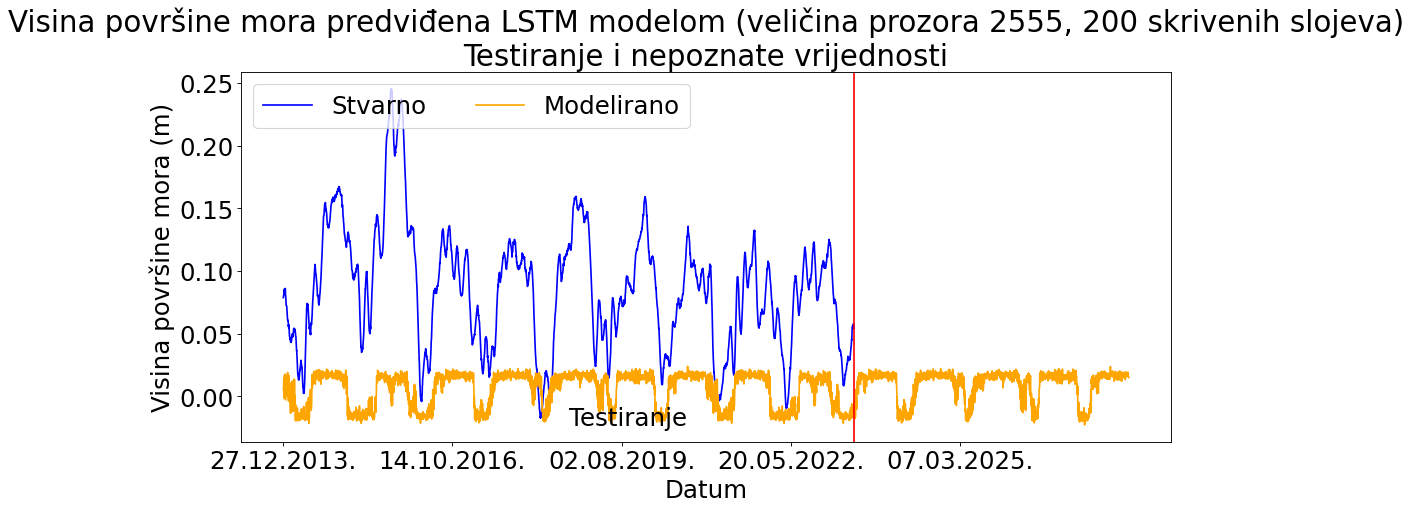 Visina površine mora predviđena LSTM modelom (veličina prozora 2555, 200 skrivenih slojeva)
Testiranje i nepoznate vrijednosti
Stvarno
Modelirano
Visina površine mora (m)
0.25
0.20
0.15
0.10
0.05
0.00
Testiranje
27.12.2013.
14.10.2016.
02.08.2019.
20.05.2022.
07.03.2025.
Datum